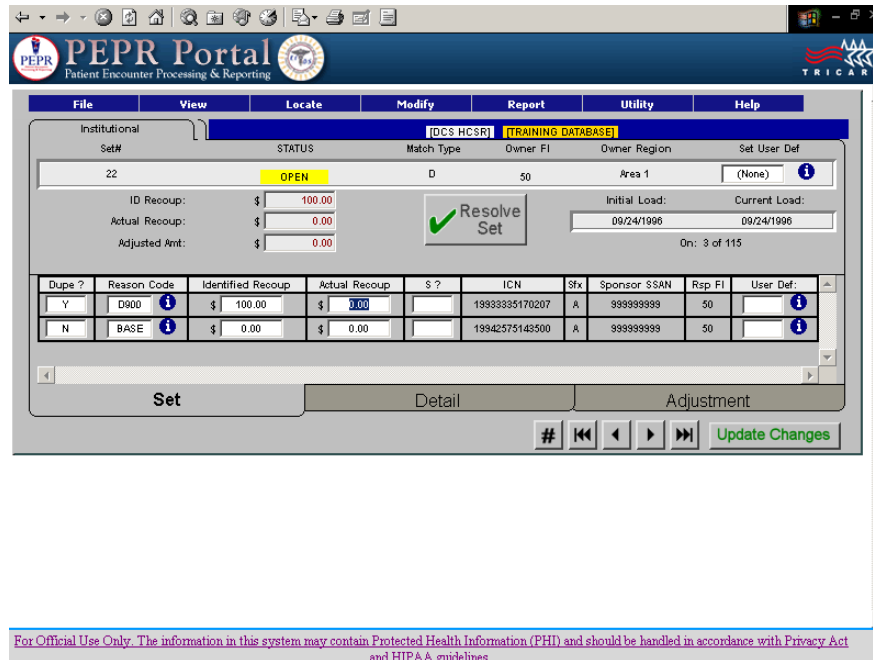 PEPR
PEPR Portal
Patient Encounter Processing & Reporting
TRICAR
File View Locate Modify Report Utility Help
Institutional [DCS HCSR] [TRAINING DATABASE]
Set# STATUS Match Type Owner FI Owner Region Set User Def
22 OPEN D 50 Area 1 (None)
ID Recoup: $ 100.00 Resolve Set Initial Load: Current Load:
Actual Recoup: $ 0.00 09/24/1996 09/24/1996
Adjusted Amt: $ 0.00 On: 3 of 115
Dupe ? Reason Code Identified Recoup Actual Recoup S ? ICN Sfx Sponsor SSAN Rsp FI User Def:
Y D900 $ 100.00 $ 0.00 19933335170207 A 999999999 50
N BASE $ 0.00 $ 0.00 19942575143500 A 999999999 50
Set Detail Adjustment
# Update Changes
For Official Use Only. The information in this system may contain Protected Health Information (PHI) and should be handled in accordance with Privacy Act
and HIPAA guidelines